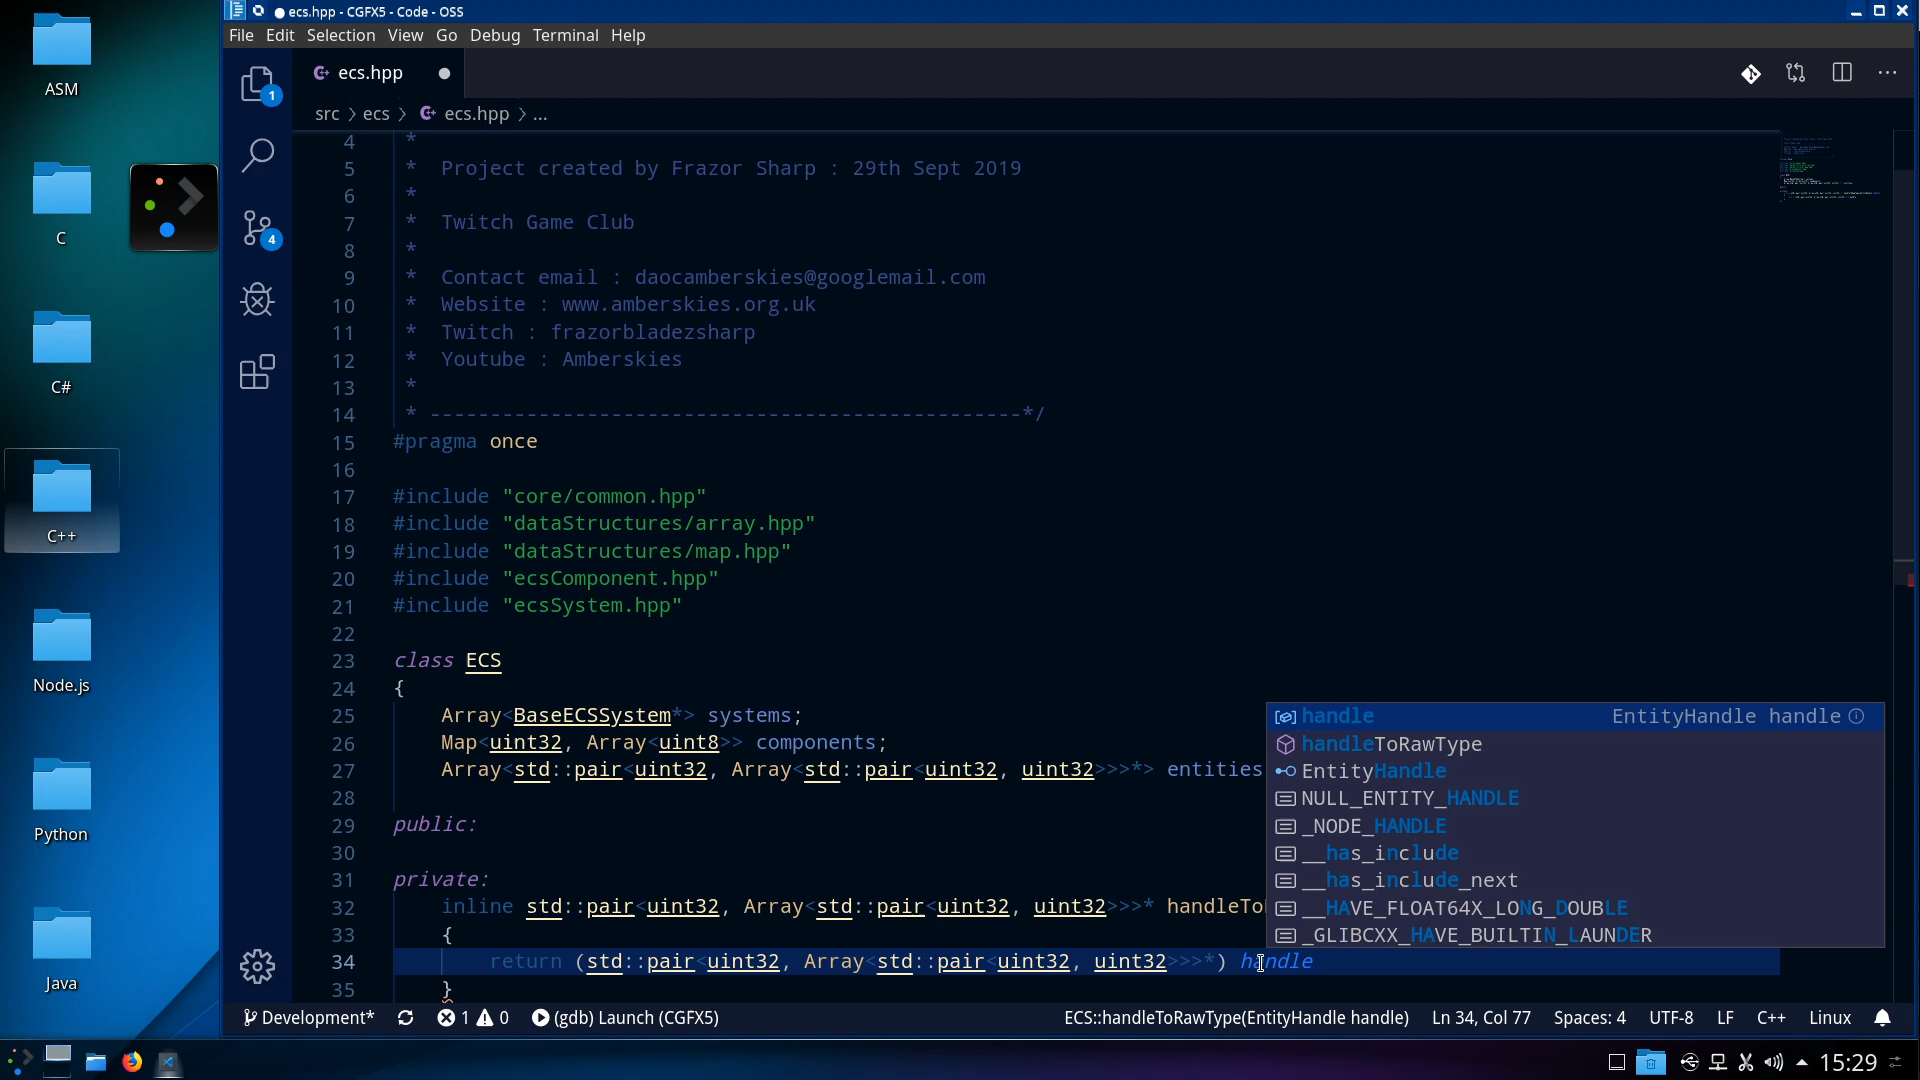 ecs.hpp - CGFX5 - Code - OSS
File Edit Selection View Go Debug Terminal Help
ASM
C
C#
C++
Node.js
Python
Java
1
4
ecs.hpp
src > ecs > ecs.hpp > ...
4 *
5 * Project created by Frazor Sharp : 29th Sept 2019
6 *
7 * Twitch Game Club
8 *
9 * Contact email : daocamberskies@googlemail.com
10 * Website : www.amberskies.org.uk
11 * Twitch : frazorbladezsharp
12 * Youtube : Amberskies
13 *
14 * -------------------------------------------------*/
15 #pragma once
16
17 #include "core/common.hpp"
18 #include "dataStructures/array.hpp"
19 #include "dataStructures/map.hpp"
20 #include "ecsComponent.hpp"
21 #include "ecsSystem.hpp"
22
23 class ECS
24 {
25 Array<BaseECSSystem*> systems;
26 Map<uint32, Array<uint8>> components;
27 Array<std::pair<uint32, Array<std::pair<uint32, uint32>>>*> entities
28
29 public:
30
31 private:
32 inline std::pair<uint32, Array<std::pair<uint32, uint32>>>* handleTo
33 {
34 return (std::pair<uint32, Array<std::pair<uint32, uint32>>>*) handle
35 }
handle EntityHandle handle
handleToRawType
EntityHandle
NULL_ENTITY_HANDLE
_NODE_HANDLE
__has_include
__has_include_next
__HAVE_FLOAT64X_LONG_DOUBLE
_GLIBCXX_HAVE_BUILTIN_LAUNDER
Development* 1 0 (gdb) Launch (CGFX5) ECS::handleToRawType(EntityHandle handle) Ln 34, Col 77 Spaces: 4 UTF-8 LF C++ Linux
15:29